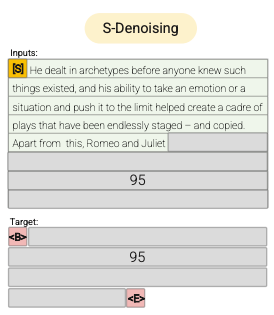 S-Denoising
Inputs:
[S] He dealt in archetypes before anyone knew such
things existed, and his ability to take an emotion or a
situation and push it to the limit helped create a cadre of
plays that have been endlessly staged – and copied.
Apart from this, Romeo and Juliet
95
Target:
<B>
95
<E>